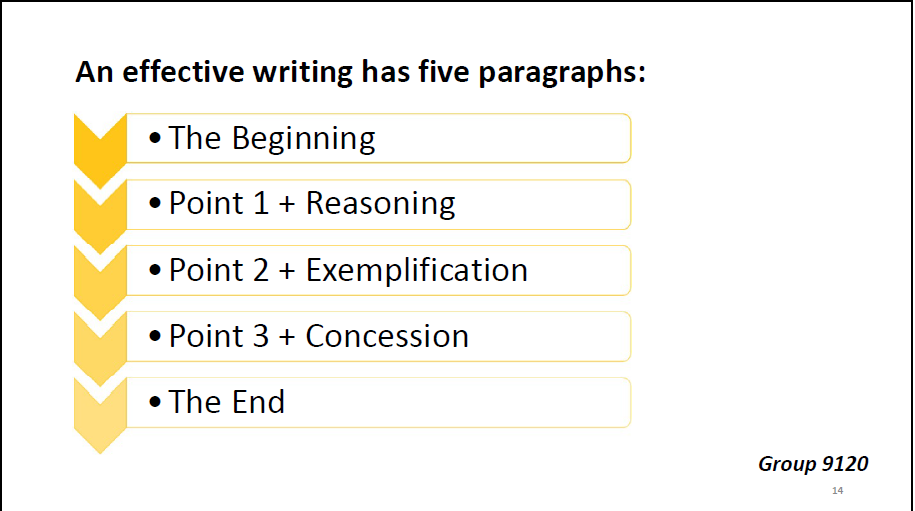 An effective writing has five paragraphs:
• The Beginning
• Point 1 + Reasoning
• Point 2 + Exemplification
• Point 3 + Concession
• The End
Group 9120
14